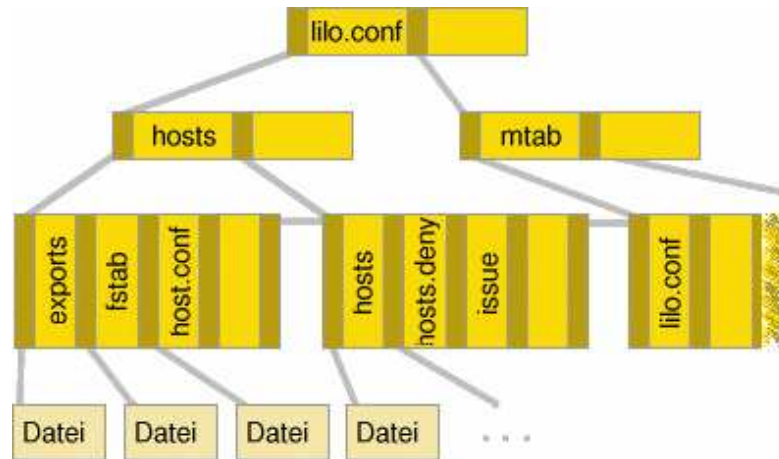 lilo.conf
hosts
mtab
exports
fstab
host.conf
hosts
hosts.deny
issue
lilo.conf
Datei
Datei
Datei
Datei
...